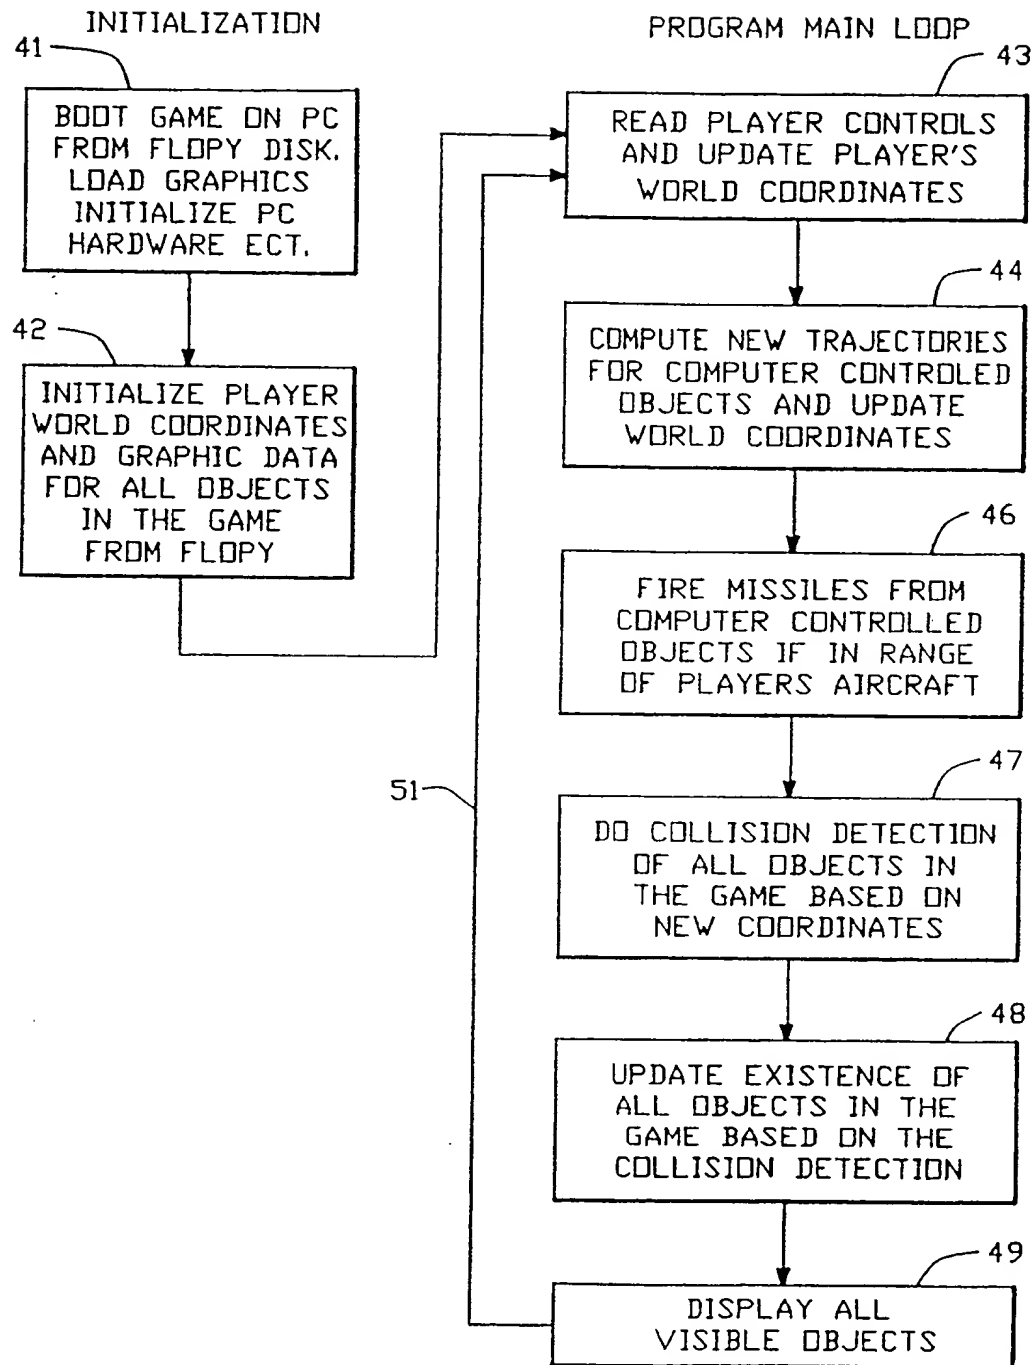 INITIALIZATION
41
BOOT GAME ON PC
FROM FLOPY DISK.
LOAD GRAPHICS
INITIALIZE PC
HARDWARE ECT.
42
INITIALIZE PLAYER
WORLD COORDINATES
AND GRAPHIC DATA
FOR ALL OBJECTS
IN THE GAME
FROM FLOPY
PROGRAM MAIN LOOP
43
READ PLAYER CONTROLS
AND UPDATE PLAYER'S
WORLD COORDINATES
44
COMPUTE NEW TRAJECTORIES
FOR COMPUTER CONTROLED
OBJECTS AND UPDATE
WORLD COORDINATES
46
FIRE MISSILES FROM
COMPUTER CONTROLLED
OBJECTS IF IN RANGE
OF PLAYERS AIRCRAFT
47
DO COLLISION DETECTION
OF ALL OBJECTS IN
THE GAME BASED ON
NEW COORDINATES
48
UPDATE EXISTENCE OF
ALL OBJECTS IN THE
GAME BASED ON THE
COLLISION DETECTION
49
DISPLAY ALL
VISIBLE OBJECTS
51